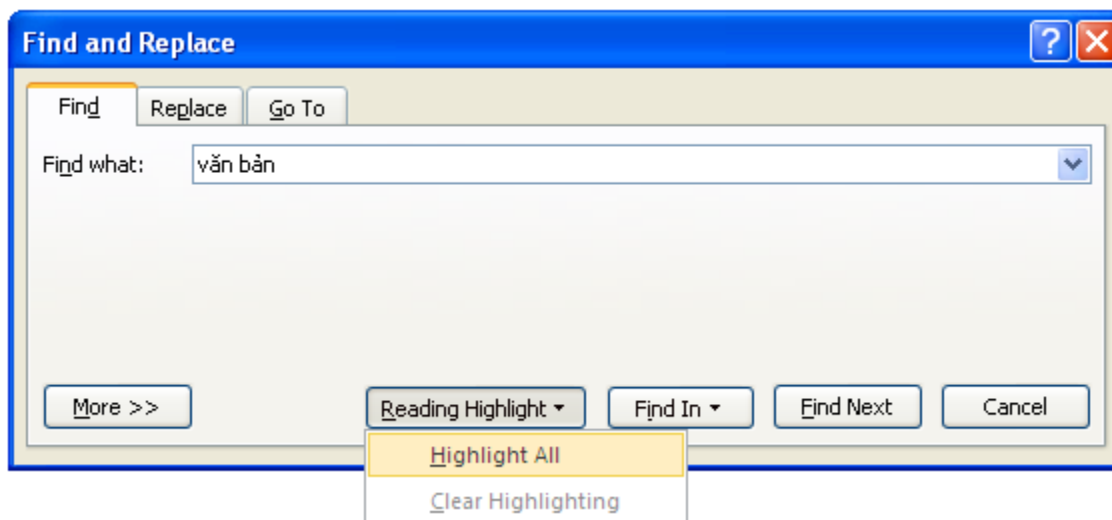 Find and Replace
Find Replace Go To
Find what: văn bản
More >> Reading Highlight Find In Find Next Cancel
Highlight All
Clear Highlighting